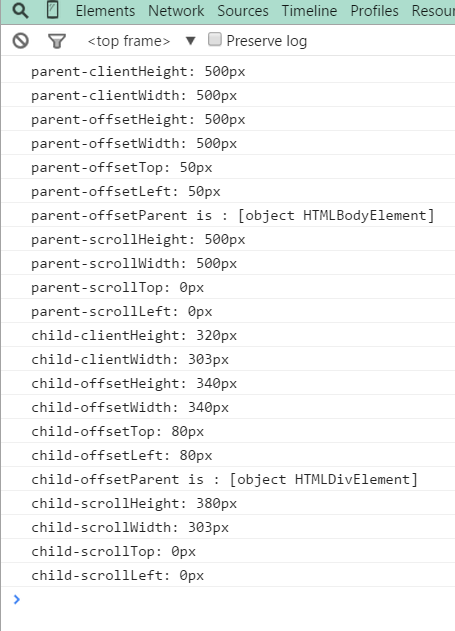 Elements Network Sources Timeline Profiles Resour
<top frame> ▼ Preserve log
parent-clientHeight: 500px
parent-clientWidth: 500px
parent-offsetHeight: 500px
parent-offsetWidth: 500px
parent-offsetTop: 50px
parent-offsetLeft: 50px
parent-offsetParent is : [object HTMLBodyElement]
parent-scrollHeight: 500px
parent-scrollWidth: 500px
parent-scrollTop: 0px
parent-scrollLeft: 0px
child-clientHeight: 320px
child-clientWidth: 303px
child-offsetHeight: 340px
child-offsetWidth: 340px
child-offsetTop: 80px
child-offsetLeft: 80px
child-offsetParent is : [object HTMLDivElement]
child-scrollHeight: 380px
child-scrollWidth: 303px
child-scrollTop: 0px
child-scrollLeft: 0px
>